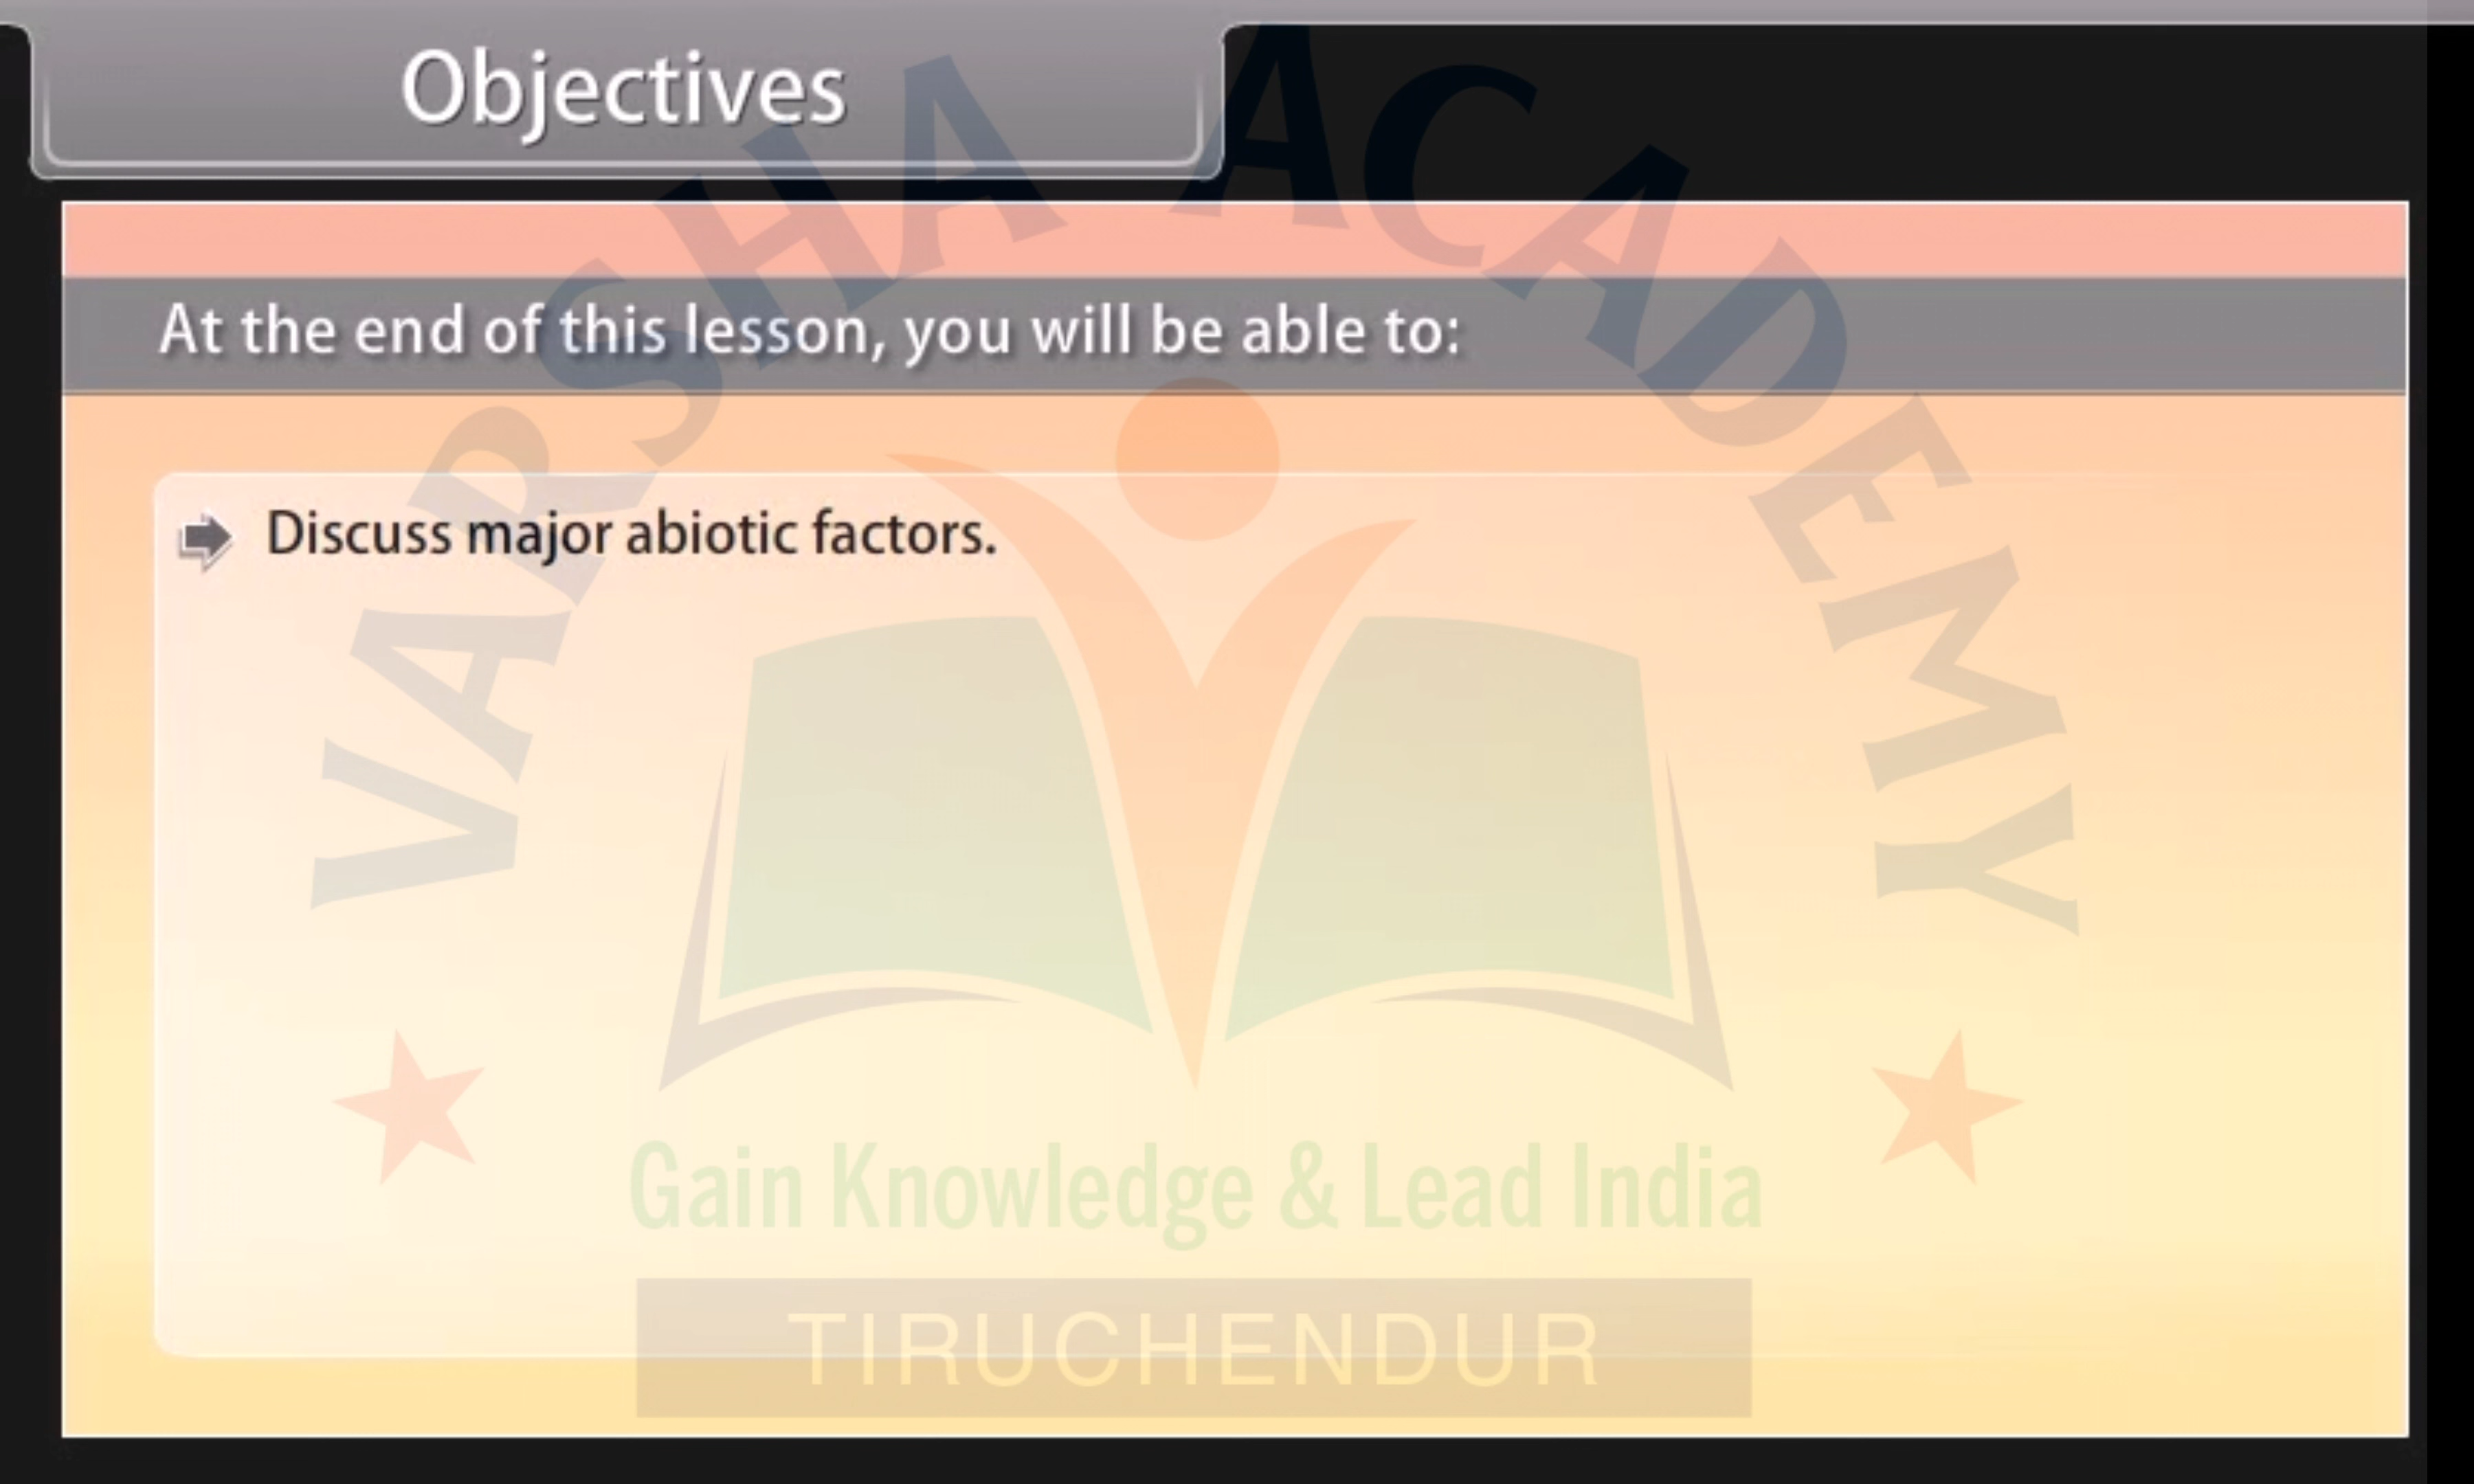 Objectives
VARSHA ACADEMY
At the end of this lesson, you will be able to:
Discuss major abiotic factors.
Gain Knowledge & Lead India
TIRUCHENDUR